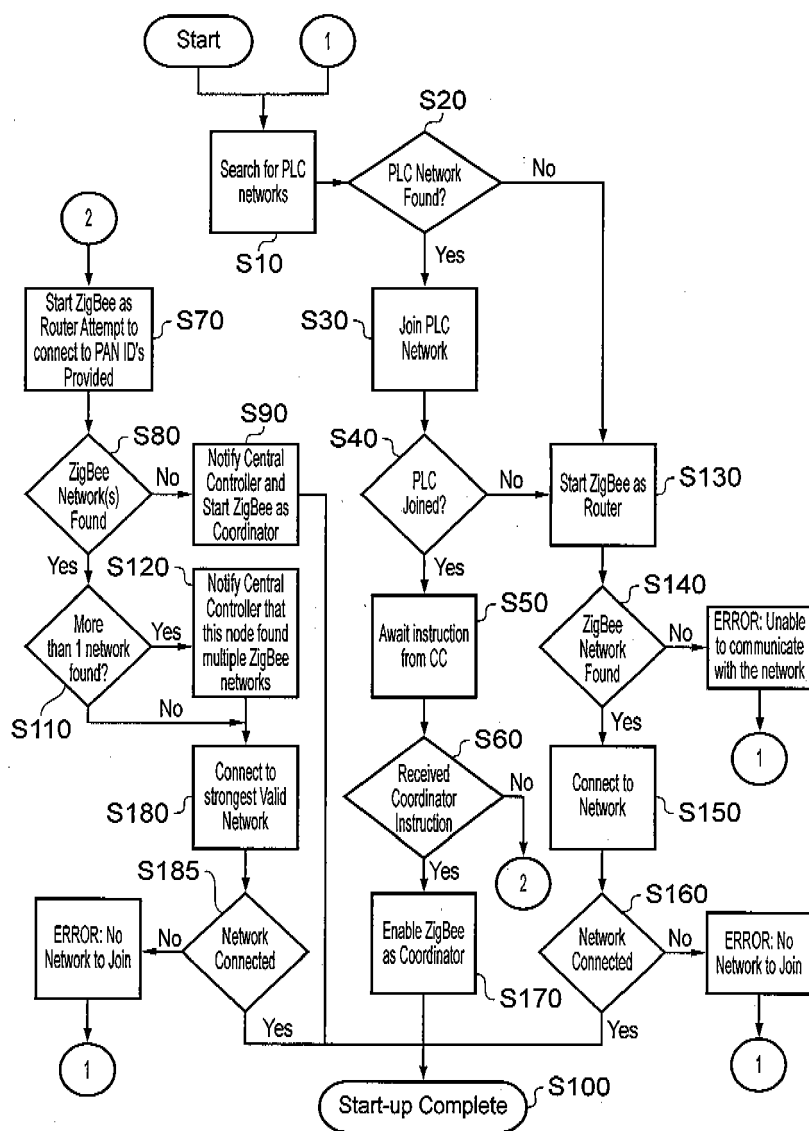 Start
1
S20
Search for PLC
networks
PLC Network
Found?
No
S10
Yes
2
Start ZigBee as
Router Attempt to
connect to PAN ID's
Provided
S70
S30
Join PLC
Network
S80
ZigBee
Network(s)
Found
No
S90
Notify Central
Controller and
Start ZigBee as
Coordinator
S40
PLC
Joined?
No
Start ZigBee as
Router
S130
Yes
S120
Yes
More
than 1 network
found?
Yes
Notify Central
Controller that
this node found
multiple ZigBee
networks
S50
Await instruction
from CC
S140
ZigBee
Network
Found
No
ERROR: Unable
to communicate
with the network
S110
No
Yes
1
S60
Received
Coordinator
Instruction
No
2
Yes
S180
Connect to
strongest Valid
Network
Connect to
Network
S150
S185
Network
Connected
No
ERROR: No
Network to Join
1
Yes
Enable ZigBee
as Coordinator
S170
S160
Network
Connected
No
ERROR: No
Network to Join
1
Yes
Start-up Complete
S100